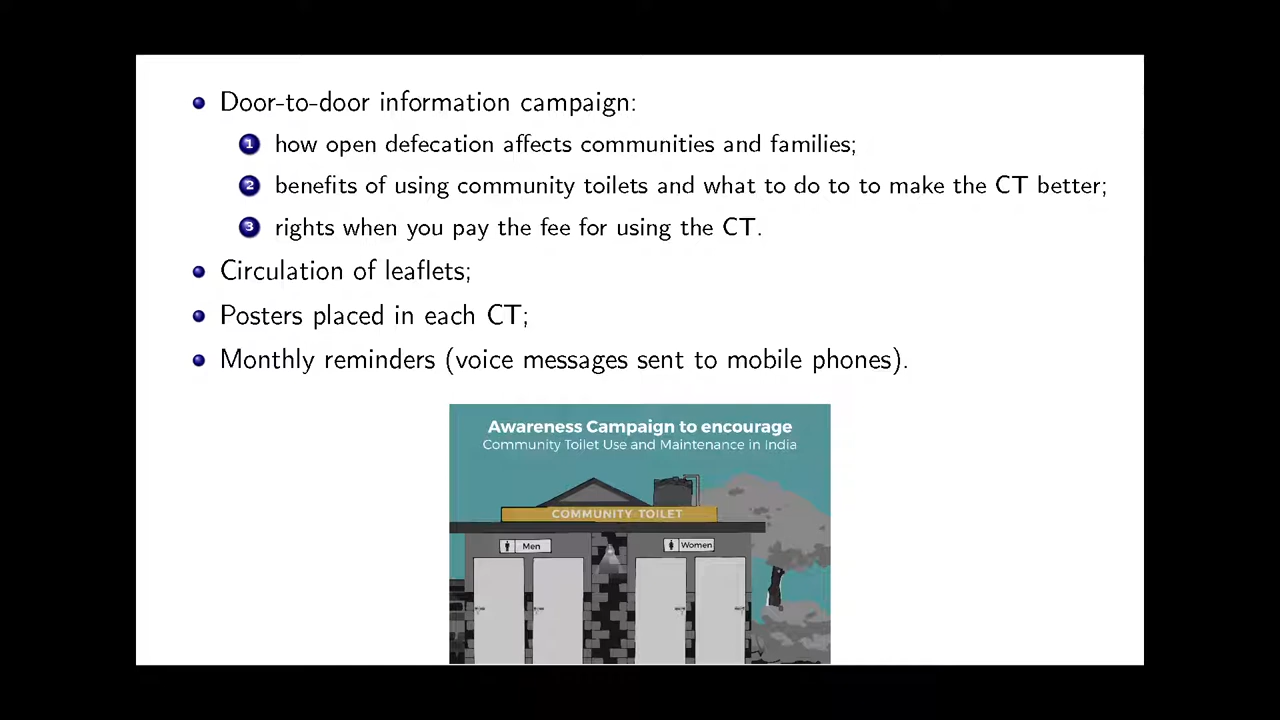 Door-to-door information campaign:
1 how open defecation affects communities and families;
2 benefits of using community toilets and what to do to to make the CT better;
3 rights when you pay the fee for using the CT.
Circulation of leaflets;
Posters placed in each CT;
Monthly reminders (voice messages sent to mobile phones).
Awareness Campaign to encourage
Community Toilet Use and Maintenance in India
COMMUNITY TOILET
Men
Women